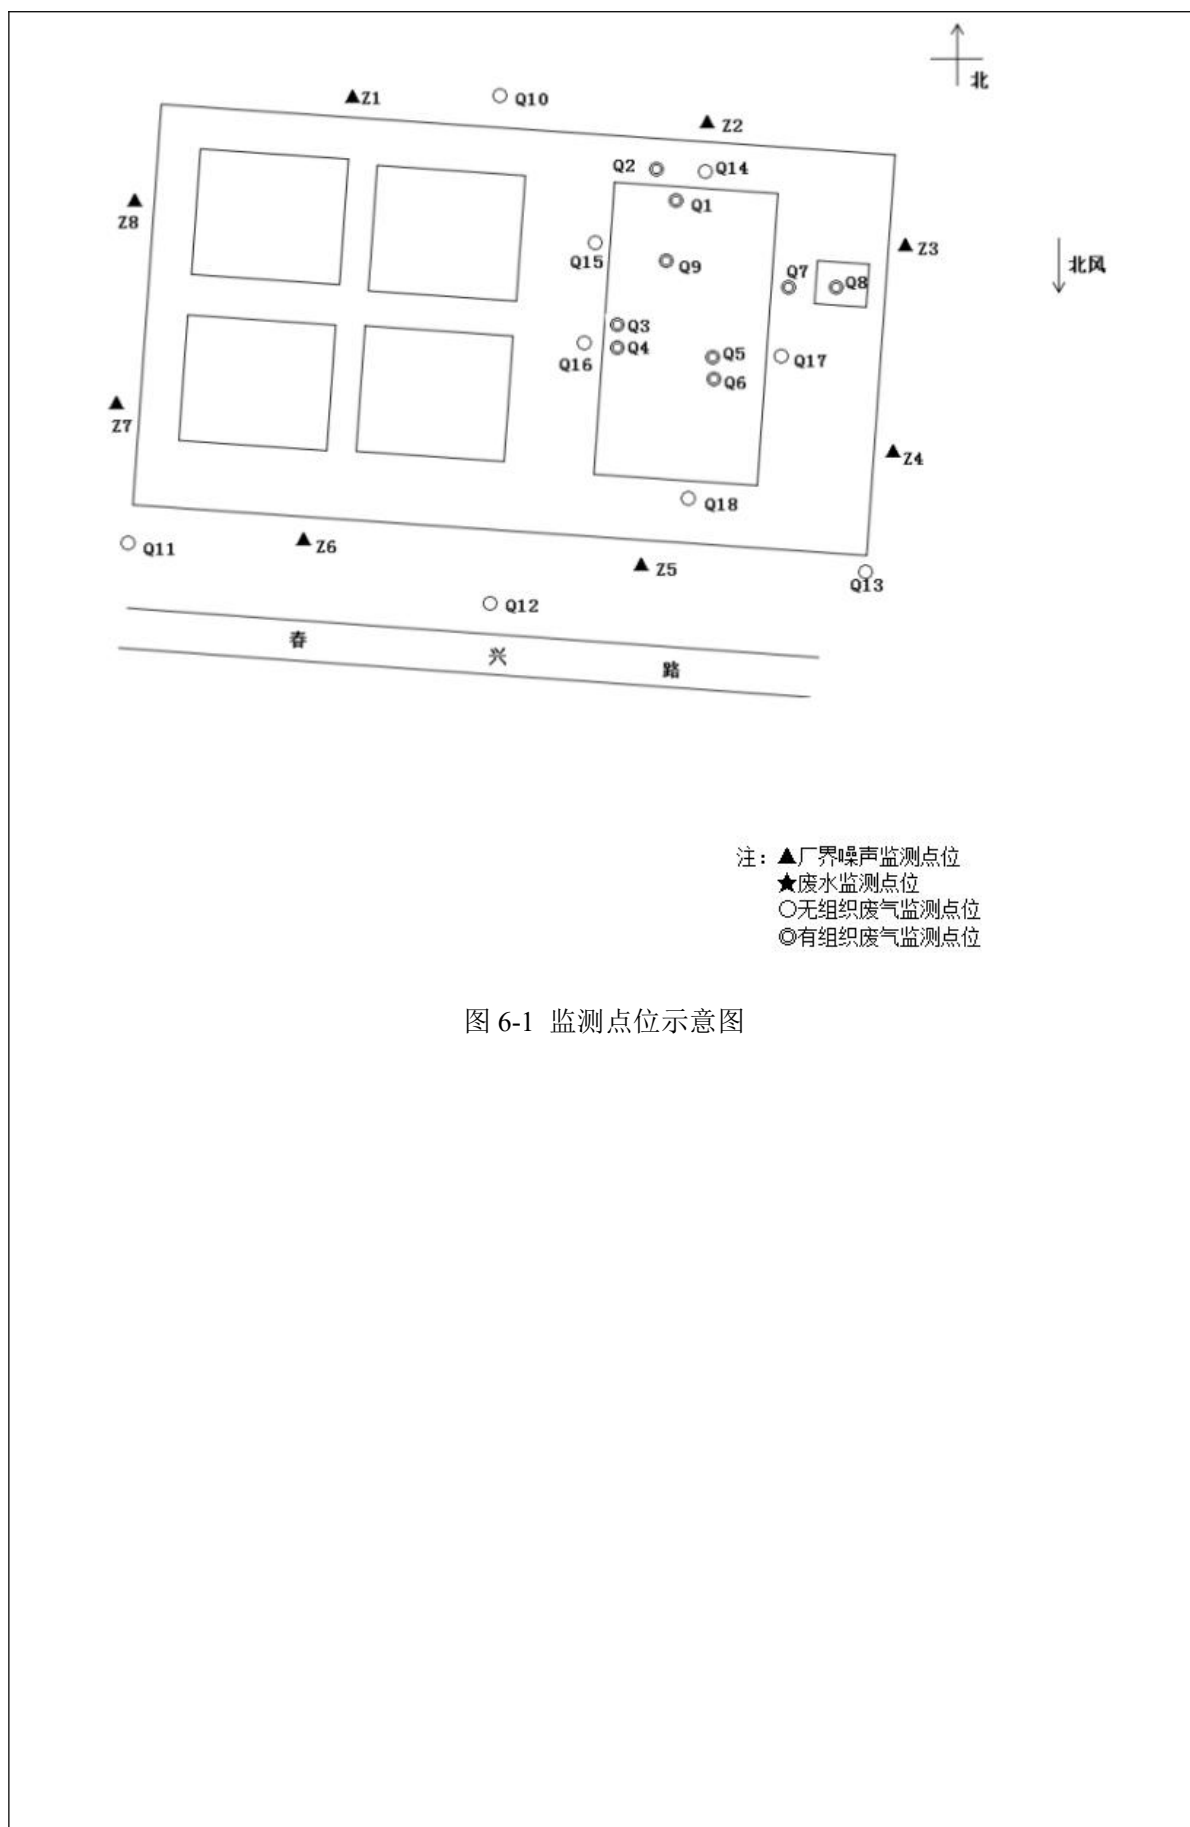 北
Z1
Q10
Z2
Q2
Q14
Q1
Z8
Z3
Q15
Q9
Q7
Q8
北风
Q3
Q4
Q16
Q5
Q17
Q6
Z7
Z4
Q18
Q11
Z6
Z5
Q13
Q12
春 兴 路
注：▲厂界噪声监测点位
★废水监测点位
○无组织废气监测点位
◎有组织废气监测点位
图 6-1 监测点位示意图